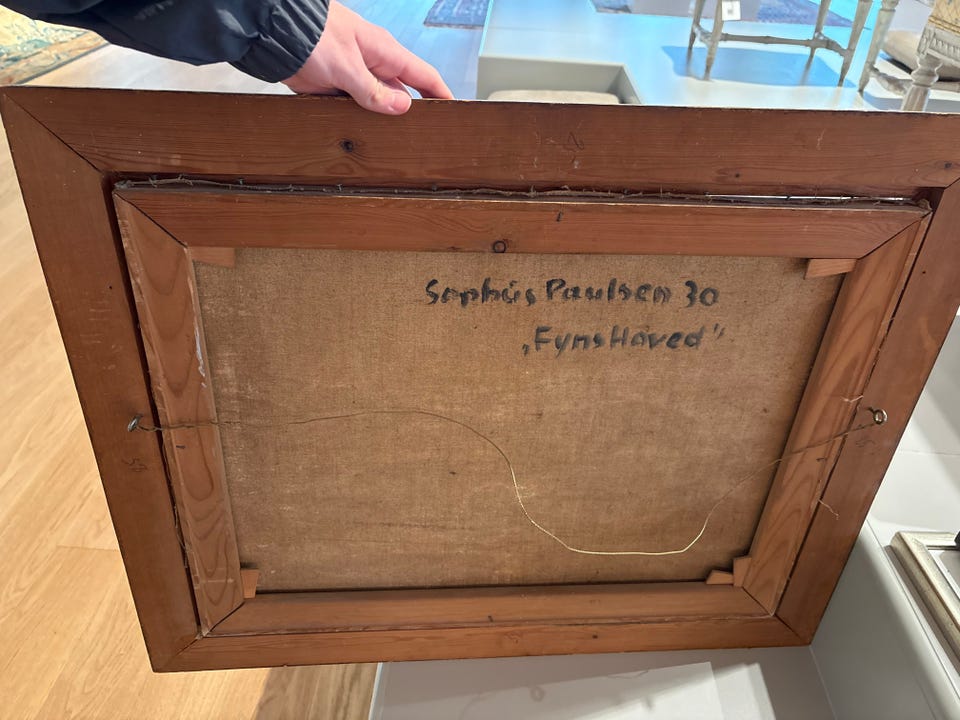 Sophus Paulsen 30
„Fyns Hoved"